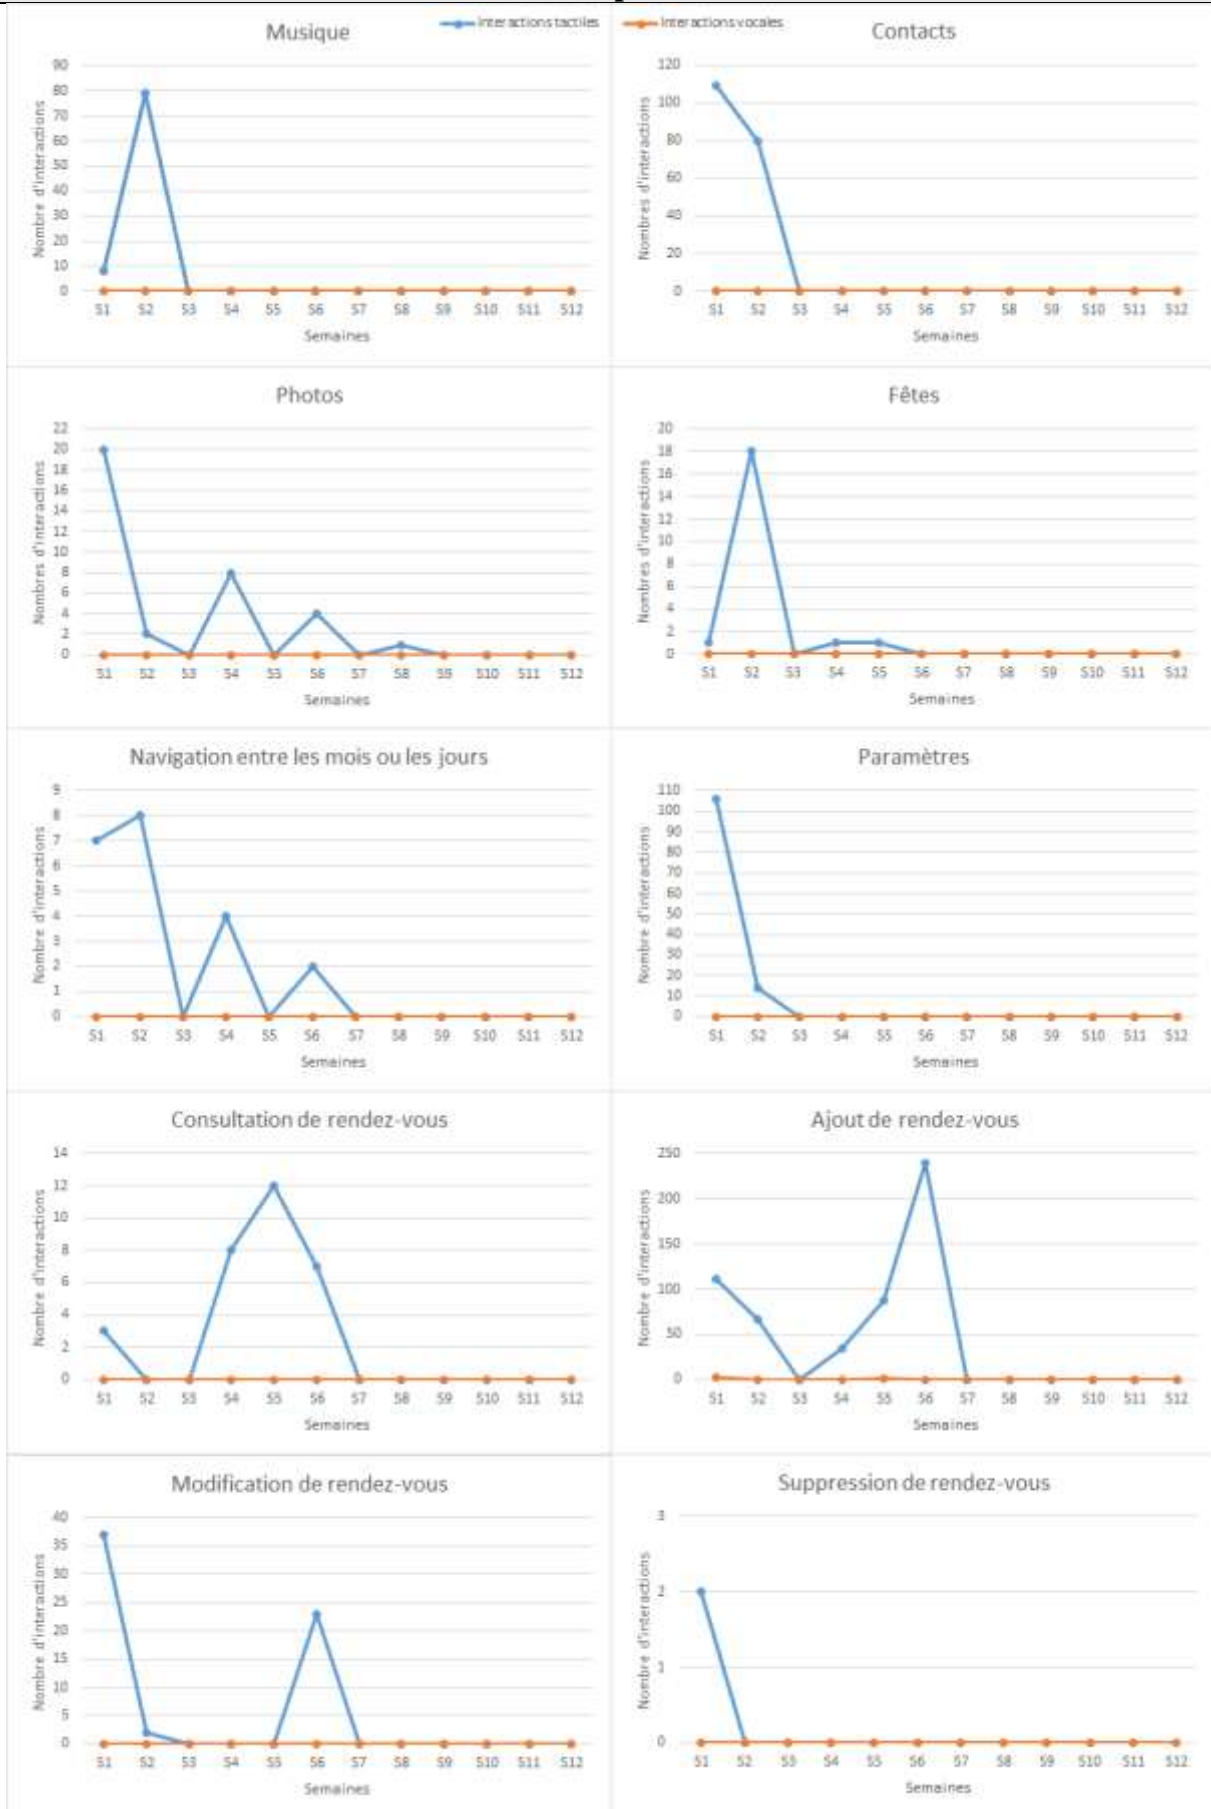 Musique
Interactions tactiles
Interactions vocales
Contacts
Nombre d'interactions
90
80
70
60
50
40
30
20
10
0
S1 S2 S3 S4 S5 S6 S7 S8 S9 S10 S11 S12
Semaines
Nombres d'interactions
120
100
80
60
40
20
0
S1 S2 S3 S4 S5 S6 S7 S8 S9 S10 S11 S12
Semaines
Photos
Nombres d'interactions
22
20
18
16
14
12
10
8
6
4
2
0
S1 S2 S3 S4 S5 S6 S7 S8 S9 S10 S11 S12
Semaines
Fêtes
Nombres d'interactions
20
18
16
14
12
10
8
6
4
2
0
S1 S2 S3 S4 S5 S6 S7 S8 S9 S10 S11 S12
Semaines
Navigation entre les mois ou les jours
Nombre d'interactions
9
8
7
6
5
4
3
2
1
0
S1 S2 S3 S4 S5 S6 S7 S8 S9 S10 S11 S12
Semaines
Paramètres
Nombre d'interactions
110
100
90
80
70
60
50
40
30
20
10
0
S1 S2 S3 S4 S5 S6 S7 S8 S9 S10 S11 S12
Semaines
Consultation de rendez-vous
Nombre d'interactions
14
12
10
8
6
4
2
0
S1 S2 S3 S4 S5 S6 S7 S8 S9 S10 S11 S12
Semaines
Ajout de rendez-vous
Nombre d'interactions
250
200
150
100
50
0
S1 S2 S3 S4 S5 S6 S7 S8 S9 S10 S11 S12
Semaines
Modification de rendez-vous
Nombre d'interactions
40
35
30
25
20
15
10
5
0
S1 S2 S3 S4 S5 S6 S7 S8 S9 S10 S11 S12
Semaines
Suppression de rendez-vous
Nombre d'interactions
3
2
1
0
S1 S2 S3 S4 S5 S6 S7 S8 S9 S10 S11 S12
Semaines